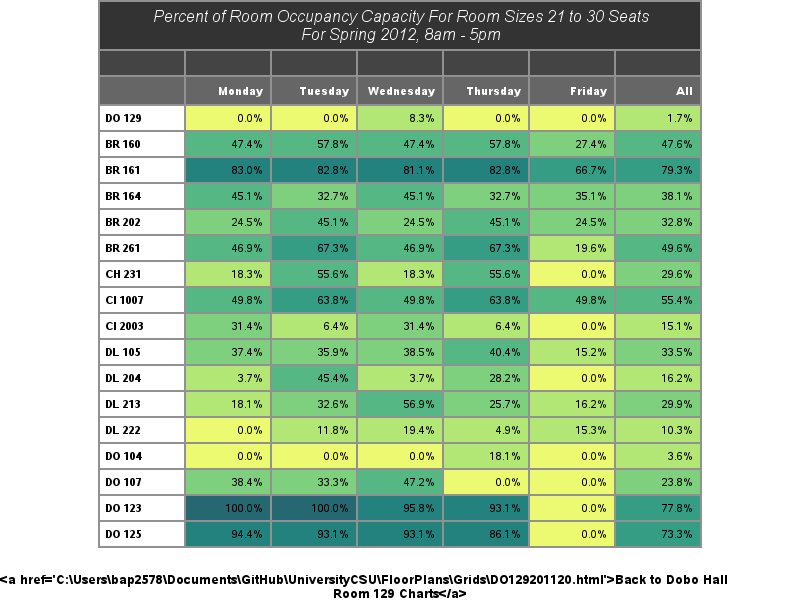 Percent of Room Occupancy Capacity For Room Sizes 21 to 30 Seats
For Spring 2012, 8am - 5pm
Monday Tuesday Wednesday Thursday Friday All
DO 129 0.0% 0.0% 8.3% 0.0% 0.0% 1.7%
BR 160 47.4% 57.8% 47.4% 57.8% 27.4% 47.6%
BR 161 83.0% 82.8% 81.1% 82.8% 66.7% 79.3%
BR 164 45.1% 32.7% 45.1% 32.7% 35.1% 38.1%
BR 202 24.5% 45.1% 24.5% 45.1% 24.5% 32.8%
BR 261 46.9% 67.3% 46.9% 67.3% 19.6% 49.6%
CH 231 18.3% 55.6% 18.3% 55.6% 0.0% 29.6%
CI 1007 49.8% 63.8% 49.8% 63.8% 49.8% 55.4%
CI 2003 31.4% 6.4% 31.4% 6.4% 0.0% 15.1%
DL 105 37.4% 35.9% 38.5% 40.4% 15.2% 33.5%
DL 204 3.7% 45.4% 3.7% 28.2% 0.0% 16.2%
DL 213 18.1% 32.6% 56.9% 25.7% 16.2% 29.9%
DL 222 0.0% 11.8% 19.4% 4.9% 15.3% 10.3%
DO 104 0.0% 0.0% 0.0% 18.1% 0.0% 3.6%
DO 107 38.4% 33.3% 47.2% 0.0% 0.0% 23.8%
DO 123 100.0% 100.0% 95.8% 93.1% 0.0% 77.8%
DO 125 94.4% 93.1% 93.1% 86.1% 0.0% 73.3%
<a href='C:\Users\bap2578\Documents\GitHub\UniversityCSU\FloorPlans\Grids\DO129201120.html'>Back to Dobo Hall
Room 129 Charts</a>